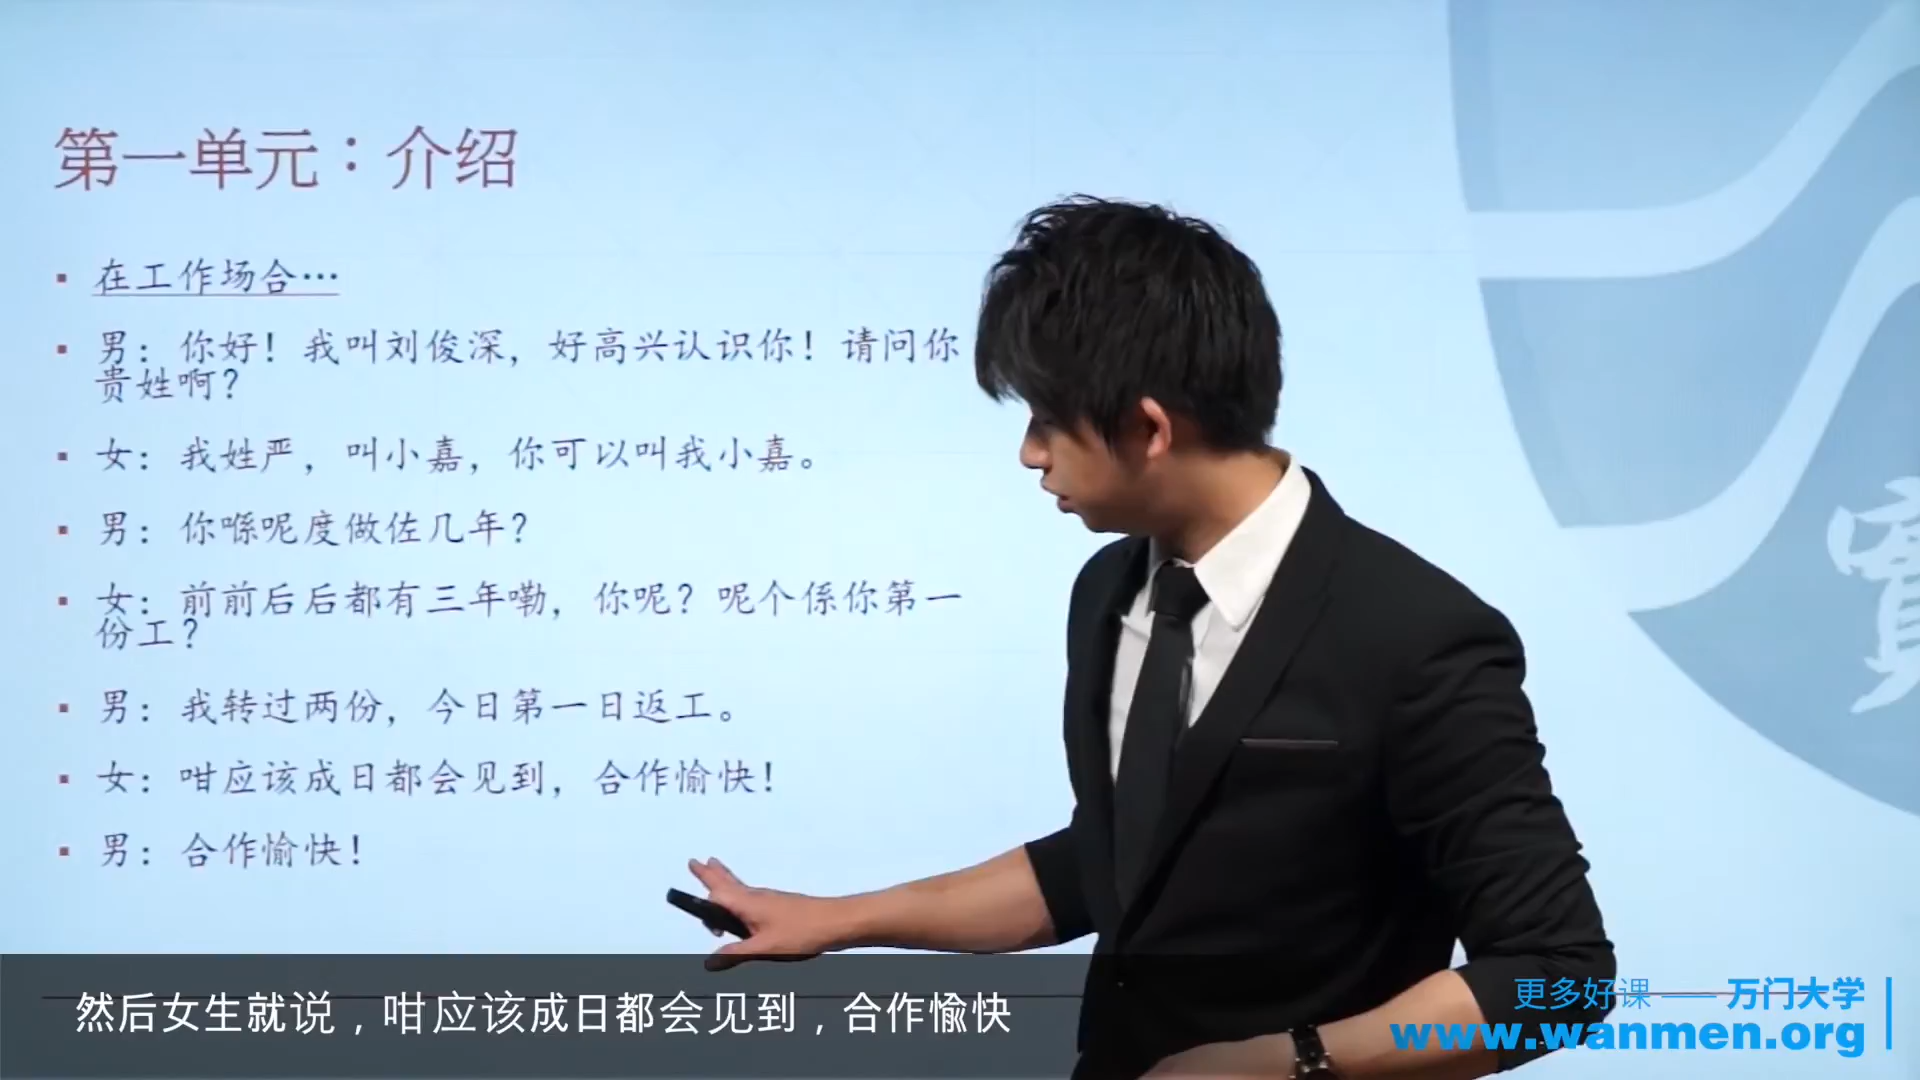 第一单元：介绍
在工作场合…
男：你好！我叫刘俊深，好高兴认识你！请问你
贵姓啊？
女：我姓严，叫小嘉，你可以叫我小嘉。
男：你喺呢度做佐几年？
女：前前后后都有三年嘞，你呢？呢个係你第一
份工？
男：我转过两份，今日第一日返工。
女：咁应该成日都会见到，合作愉快！
男：合作愉快！
寶
然后女生就说，咁应该成日都会见到，合作愉快
更多好课 —— 万门大学
www.wanmen.org